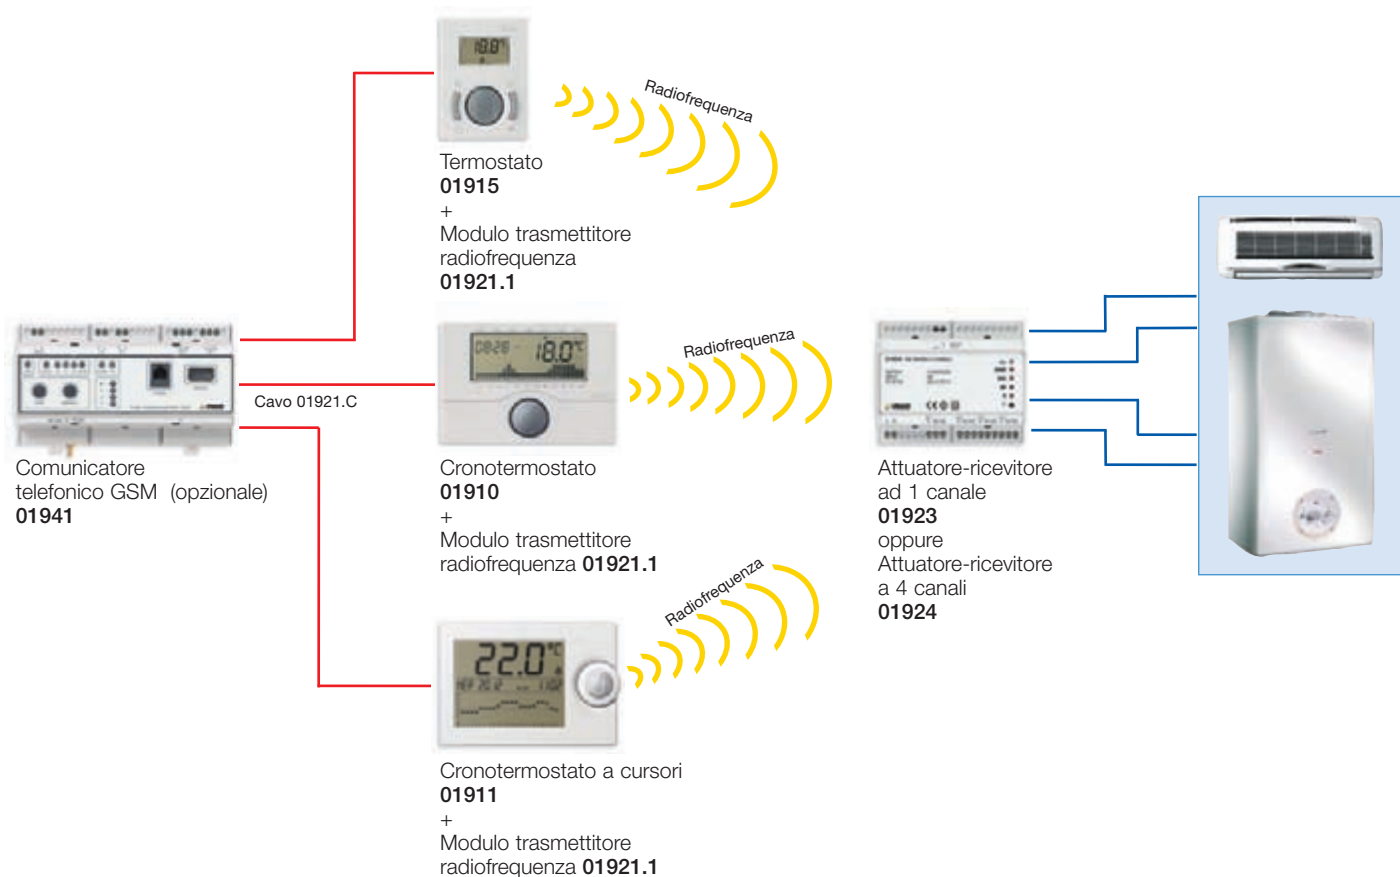 18.8°
Radiofrequenza
Termostato
01915
+
Modulo trasmettitore
radiofrequenza
01921.1
Cavo 01921.C
Comunicatore
telefonico GSM (opzionale)
01941
18.0°C
Radiofrequenza
Cronotermostato
01910
+
Modulo trasmettitore
radiofrequenza 01921.1
Attuatore-ricevitore
ad 1 canale
01923
oppure
Attuatore-ricevitore
a 4 canali
01924
22.0°C
Radiofrequenza
Cronotermostato a cursori
01911
+
Modulo trasmettitore
radiofrequenza 01921.1